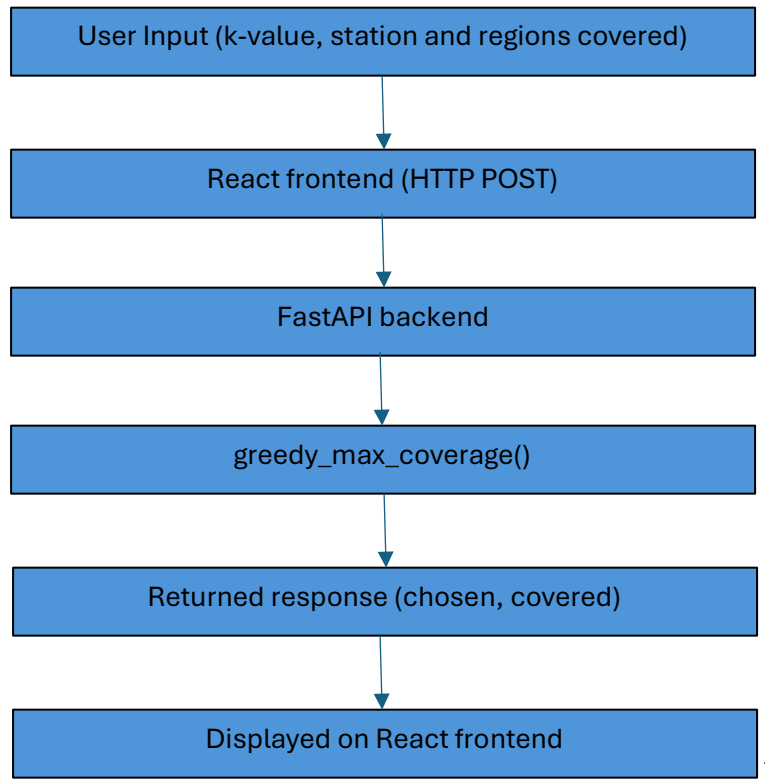 User Input (k-value, station and regions covered)
React frontend (HTTP POST)
FastAPI backend
greedy_max_coverage()
Returned response (chosen, covered)
Displayed on React frontend